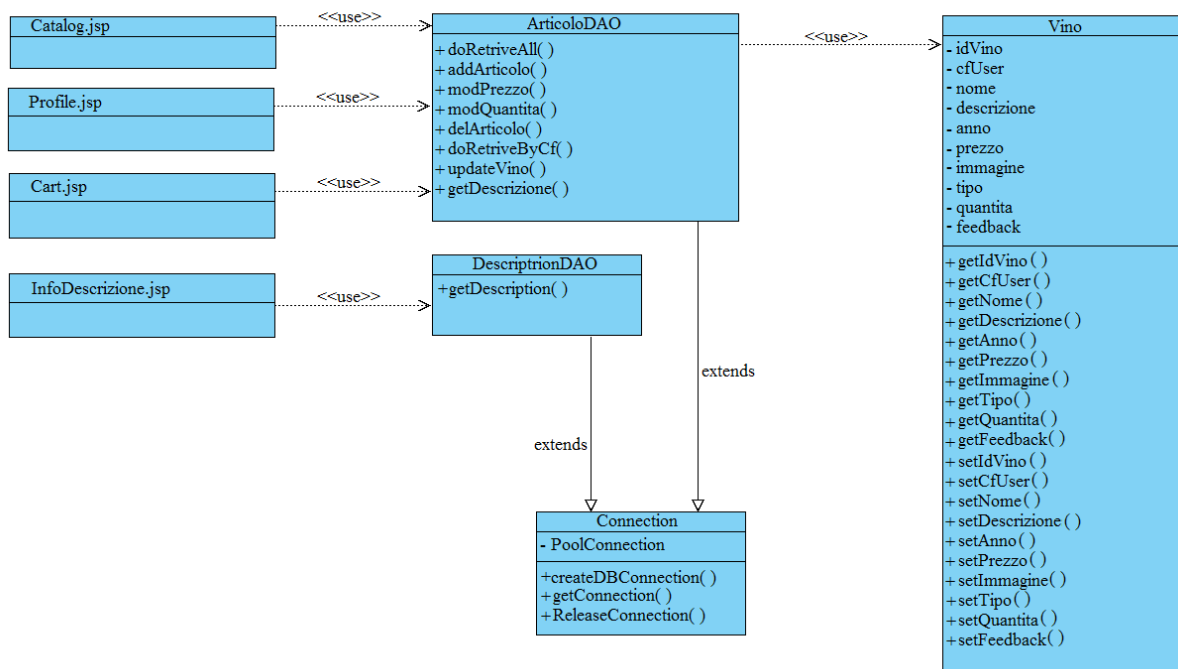 Catalog.jsp
<<use>>
Profile.jsp
<<use>>
Cart.jsp
<<use>>
InfoDescrizione.jsp
<<use>>
ArticoloDAO
+ doRetriveAll( )
+ addArticolo( )
+ modPrezzo( )
+ modQuantita( )
+ delArticolo( )
+ doRetriveByCf( )
+ updateVino( )
+ getDescrizione( )
<<use>>
DescriptrionDAO
+getDescription( )
extends
extends
Connection
- PoolConnection
+createDBConnection( )
+getConnection( )
+ReleaseConnection( )
Vino
- idVino
- cfUser
- nome
- descrizione
- anno
- prezzo
- immagine
- tipo
- quantita
- feedback
+ getIdVino( )
+ getCfUser( )
+ getNome( )
+ getDescrizione( )
+ getAnno( )
+ getPrezzo( )
+ getImmagine( )
+ getTipo( )
+ getQuantita( )
+ getFeedback( )
+ setIdVino( )
+ setCfUser( )
+ setNome( )
+ setDescrizione( )
+ setAnno( )
+ setPrezzo( )
+ setImmagine( )
+ setTipo( )
+ setQuantita( )
+ setFeedback( )